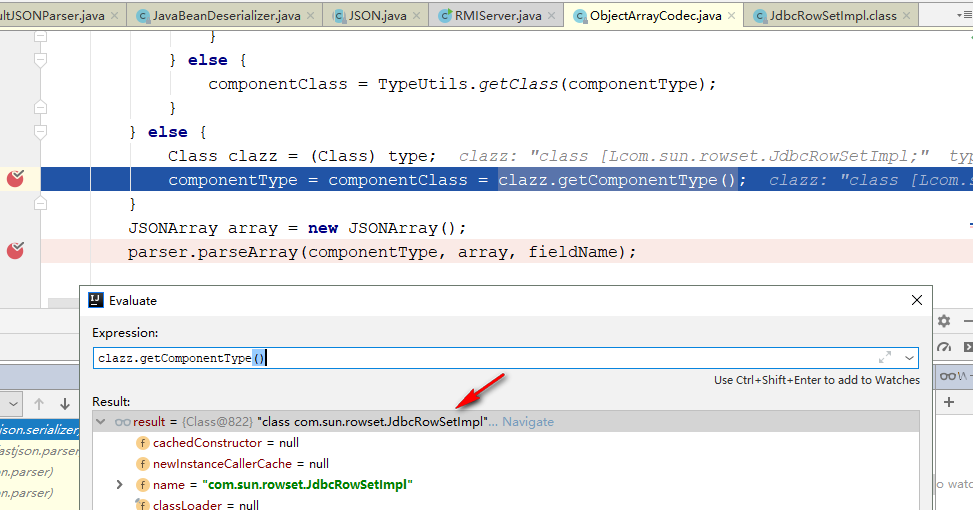 ultJSONParser.java JavaBeanDeserializer.java JSON.java RMIServer.java ObjectArrayCodec.java JdbcRowSetImpl.class
}
} else {
componentClass = TypeUtils.getClass(componentType);
}
} else {
Class clazz = (Class) type; clazz: "class [Lcom.sun.rowset.JdbcRowSetImpl;" typ
componentType = componentClass = clazz.getComponentType(); clazz: "class [Lcom.s
}
JSONArray array = new JSONArray();
parser.parseArray(componentType, array, fieldName);
Evaluate
Expression:
clazz.getComponentType()
Use Ctrl+Shift+Enter to add to Watches
Result:
result = {Class@822} "class com.sun.rowset.JdbcRowSetImpl"... Navigate
cachedConstructor = null
newInstanceCallerCache = null
name = "com.sun.rowset.JdbcRowSetImpl"
classLoader = null
json.serializer)
astjson.parser)
on.parser)
on.parser)
o watc